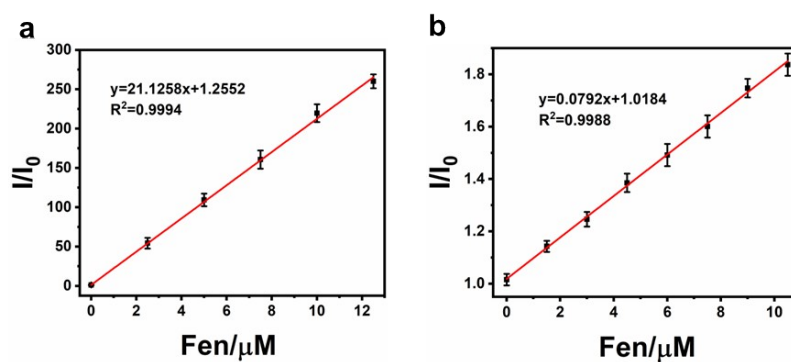 a
y=21.1258x+1.2552
R²=0.9994
I/I₀
300
250
200
150
100
50
0
0 2 4 6 8 10 12
Fen/μM
b
y=0.0792x+1.0184
R²=0.9988
I/I₀
1.8
1.6
1.4
1.2
1.0
0 2 4 6 8 10
Fen/μM